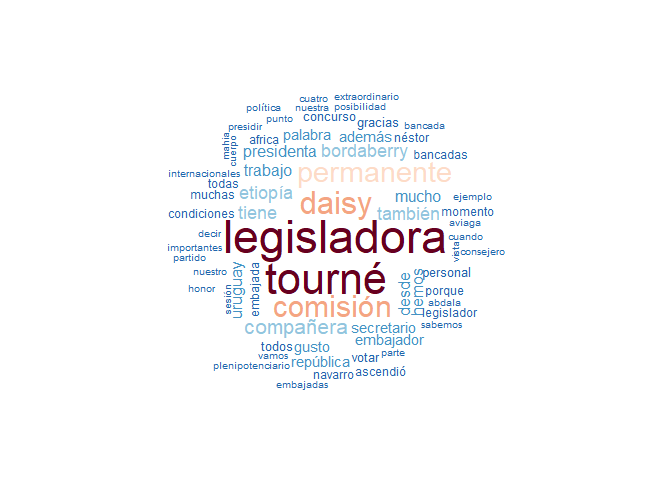 cuatro extraordinario
política nuestra posibilidad
punto concurso
presidir gracias bancada
mahía cuerpo africa palabra además néstor
presidenta bordaberry bancadas
internacionales trabajo permanente
todas
muchas etiopía daisy mucho ejemplo
condiciones tiene también momento
aviaga
decir legisladora cuando
importantes vista consejero
partido
nuestro tourné personal
honor sesión uruguay embajada desde hemos porque
comisión abdala
legislador
compañera secretario sabemos
todos gusto embajador
vamos votar parte
plenipotenciario república
navarro ascendió
embajadas